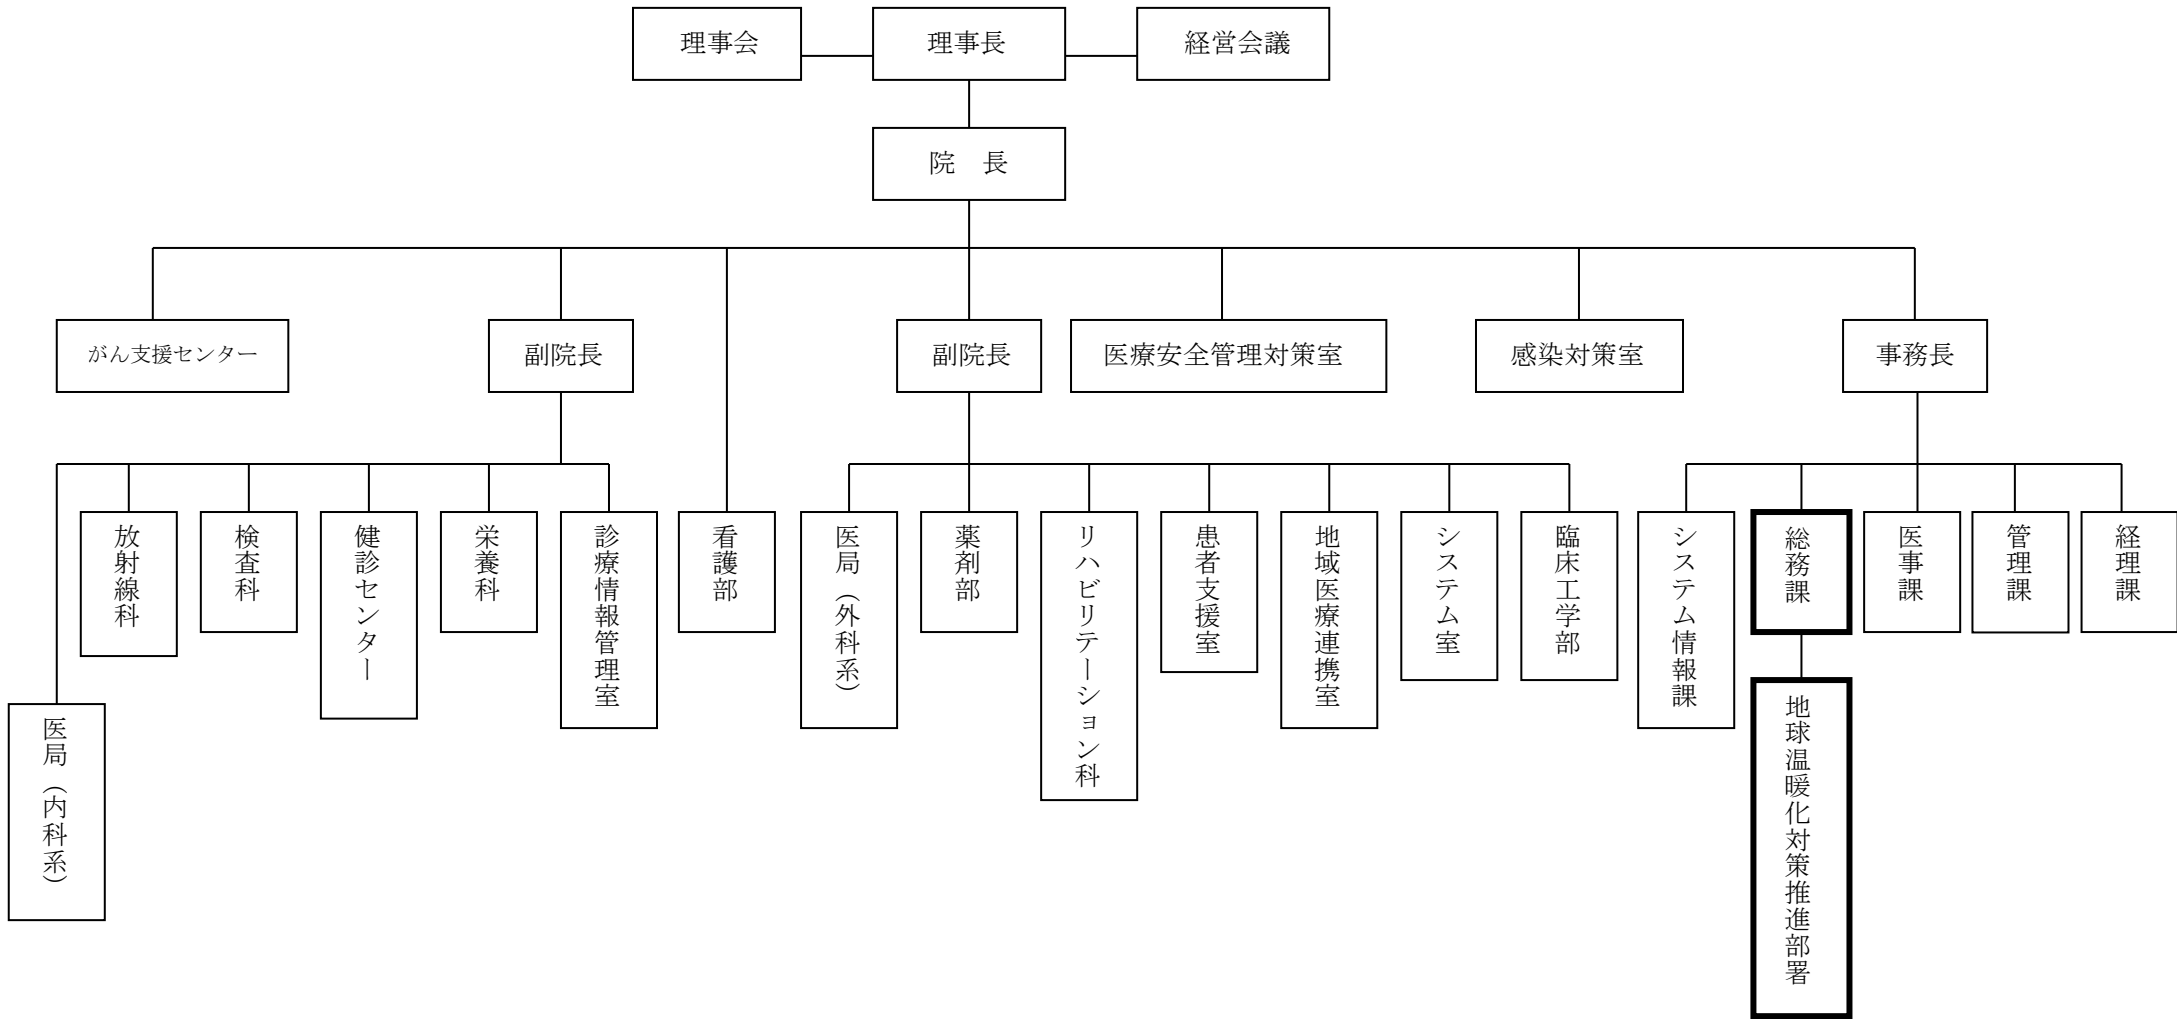 理事会
理事長
経営会議
院　長
がん支援センター
副院長
副院長
医療安全管理対策室
感染対策室
事務長
医局（内科系）
放射線科
検査科
健診センター
栄養科
診療情報管理室
看護部
医局（外科系）
薬剤部
リハビリテーション科
患者支援室
地域医療連携室
システム室
臨床工学部
システム情報課
総務課
医事課
管理課
経理課
地球温暖化対策推進部署